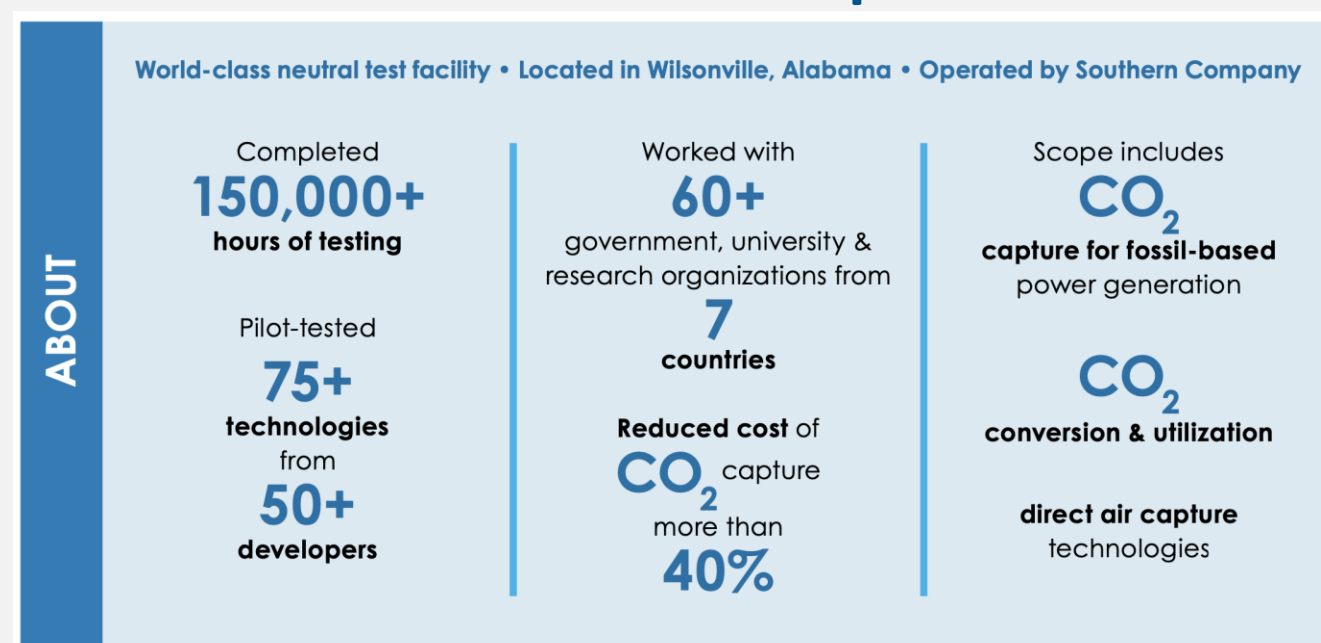 World-class neutral test facility • Located in Wilsonville, Alabama • Operated by Southern Company
ABOUT
Completed
150,000+
hours of testing
Pilot-tested
75+
technologies
from
50+
developers
Worked with
60+
government, university &
research organizations from
7
countries
Reduced cost of
CO₂ capture
more than
40%
Scope includes
CO₂
capture for fossil-based
power generation
CO₂
conversion & utilization
direct air capture
technologies